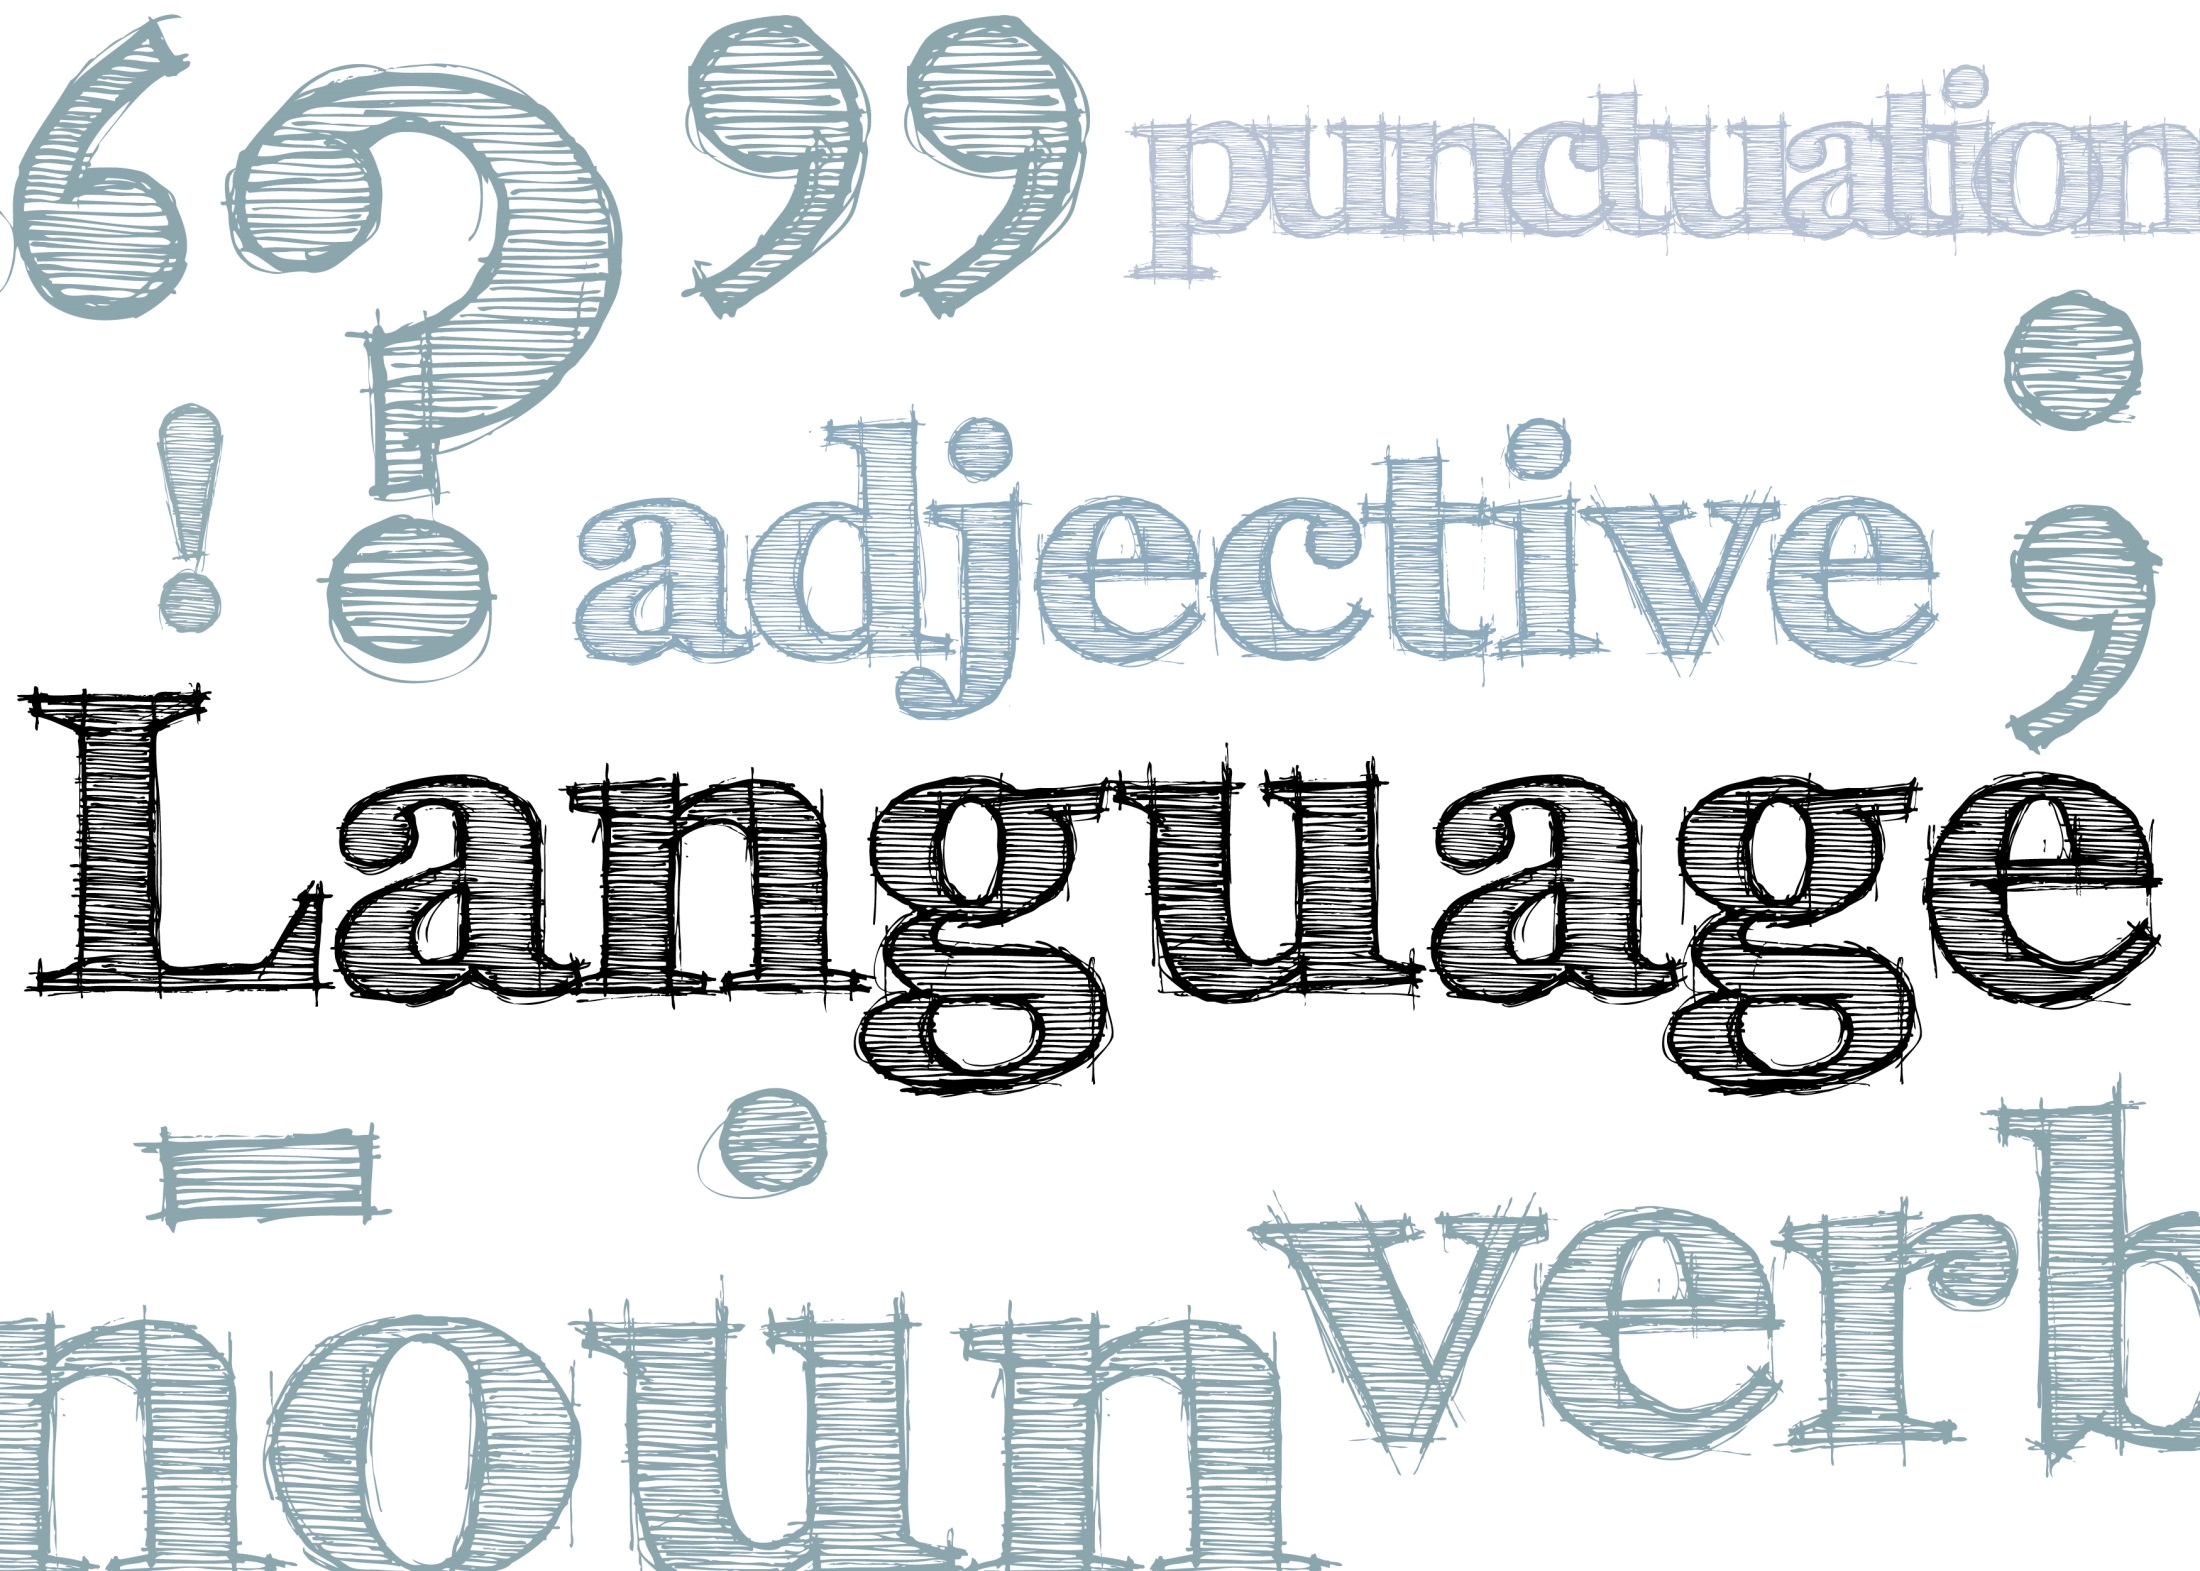 ‘ ? ” punctuation
! adjective ;
Language
- .
noun verb